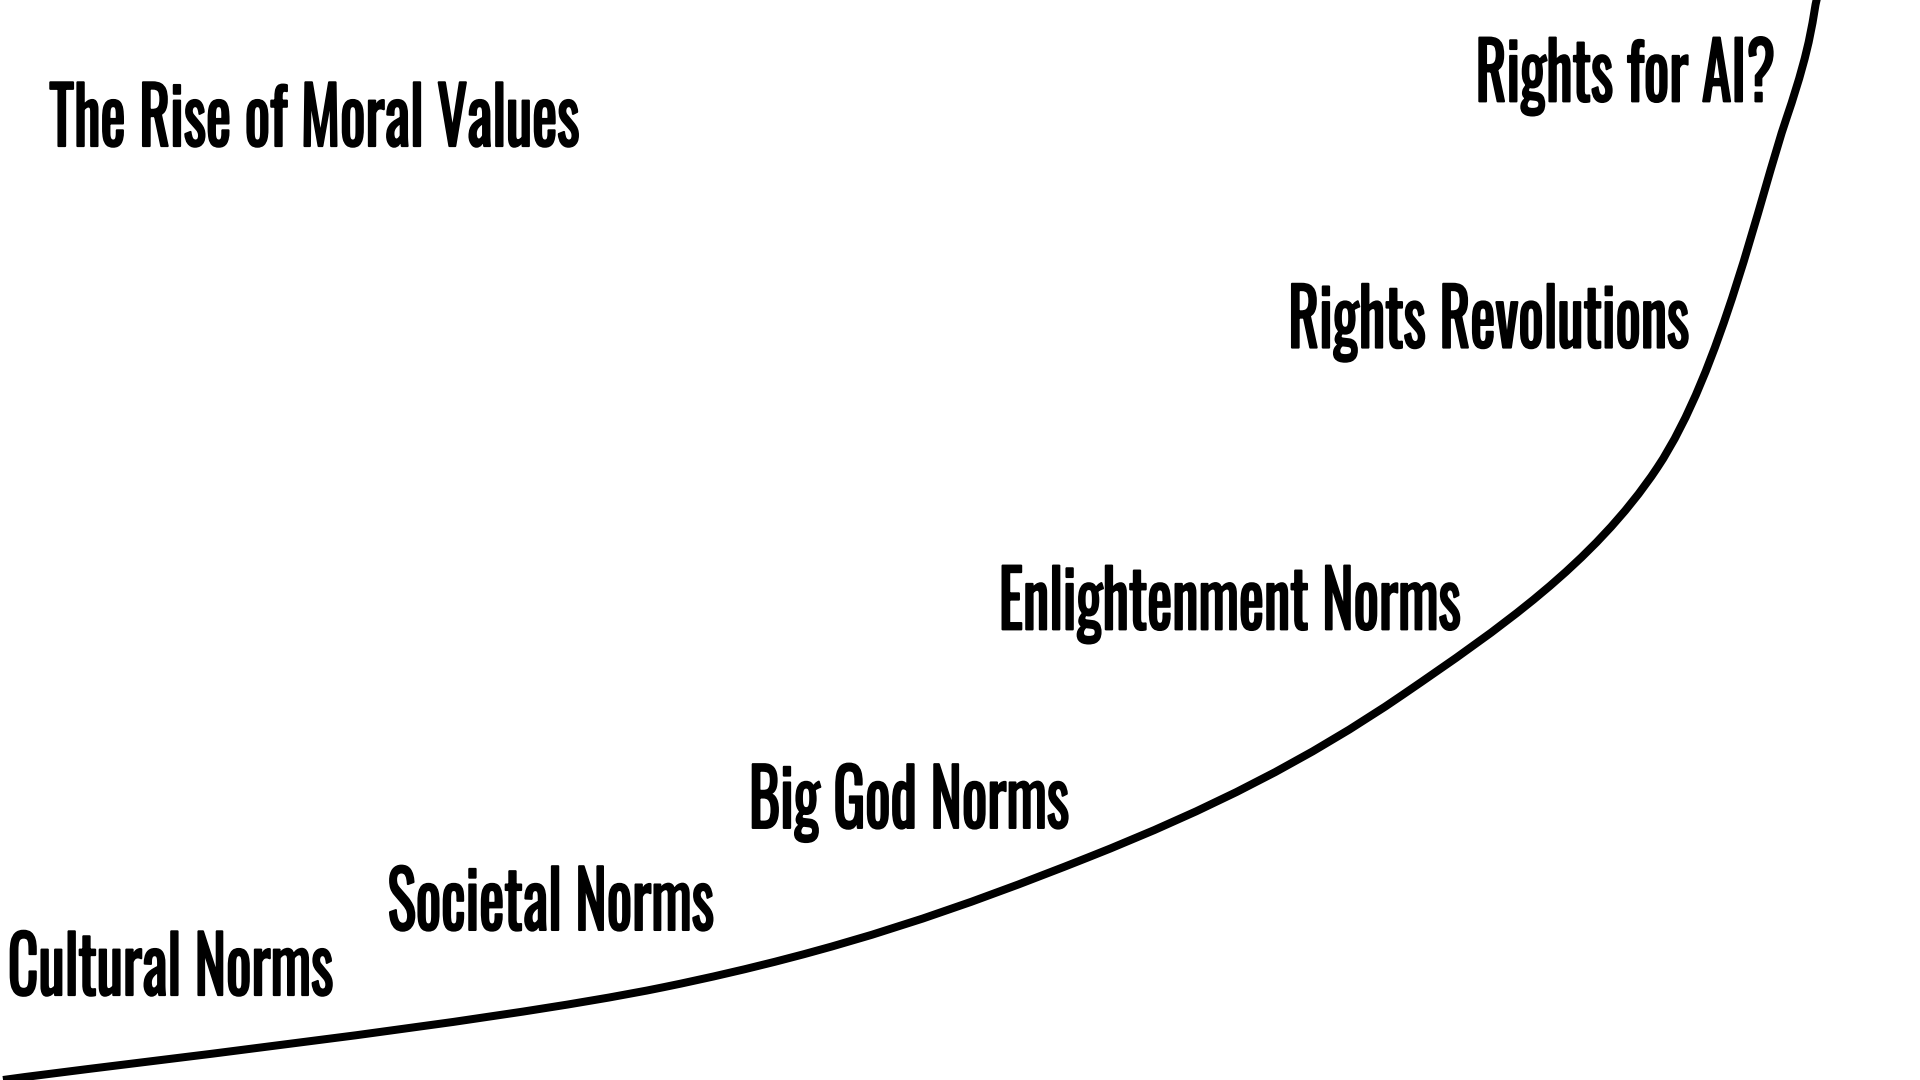 The Rise of Moral Values
Rights for AI?
Rights Revolutions
Enlightenment Norms
Big God Norms
Societal Norms
Cultural Norms